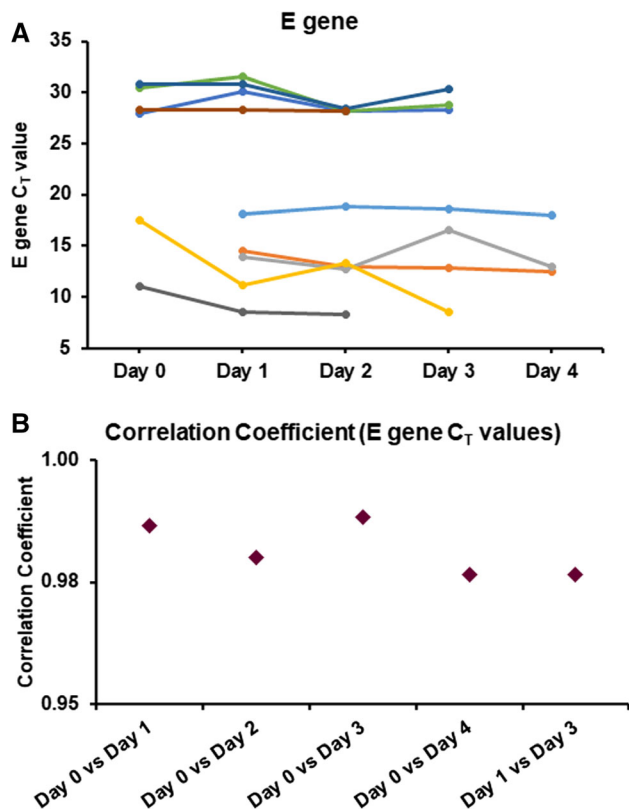 A
E gene
E gene CT value
35
30
25
20
15
10
5
Day 0 Day 1 Day 2 Day 3 Day 4
B
Correlation Coefficient (E gene CT values)
Correlation Coefficient
1.00
0.98
0.95
Day 0 vs Day 1
Day 0 vs Day 2
Day 0 vs Day 3
Day 0 vs Day 4
Day 1 vs Day 3